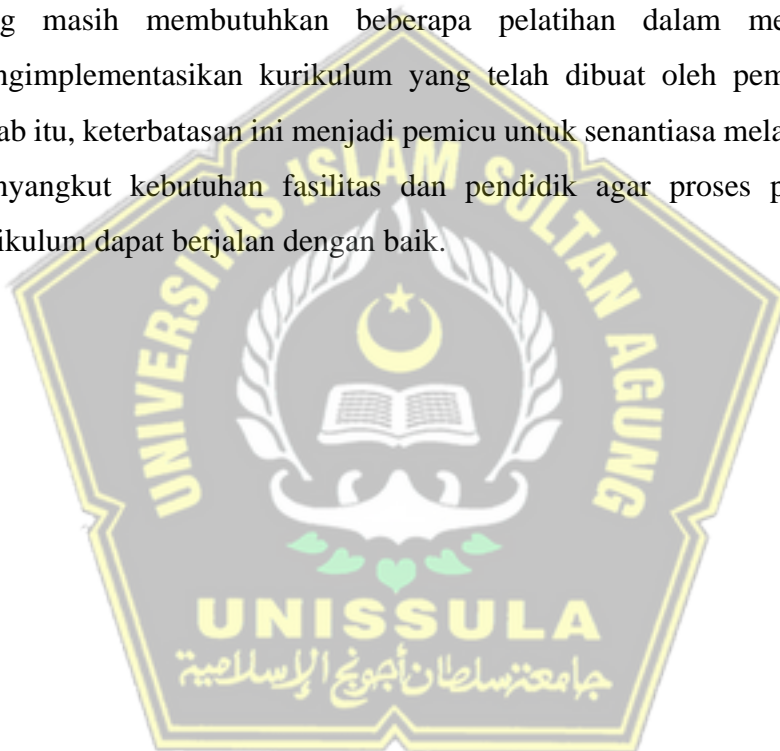 g masih membutuhkan beberapa pelatihan dalam me
ngimplementasikan kurikulum yang telah dibuat oleh pem
ab itu, keterbatasan ini menjadi pemicu untuk senantiasa mela
nyangkut kebutuhan fasilitas dan pendidik agar proses p
ikulum dapat berjalan dengan baik.
UNIVERSITAS ISLAM SULTAN AGUNG
UNISSULA
جامعة سلطان أجونج الإسلامية